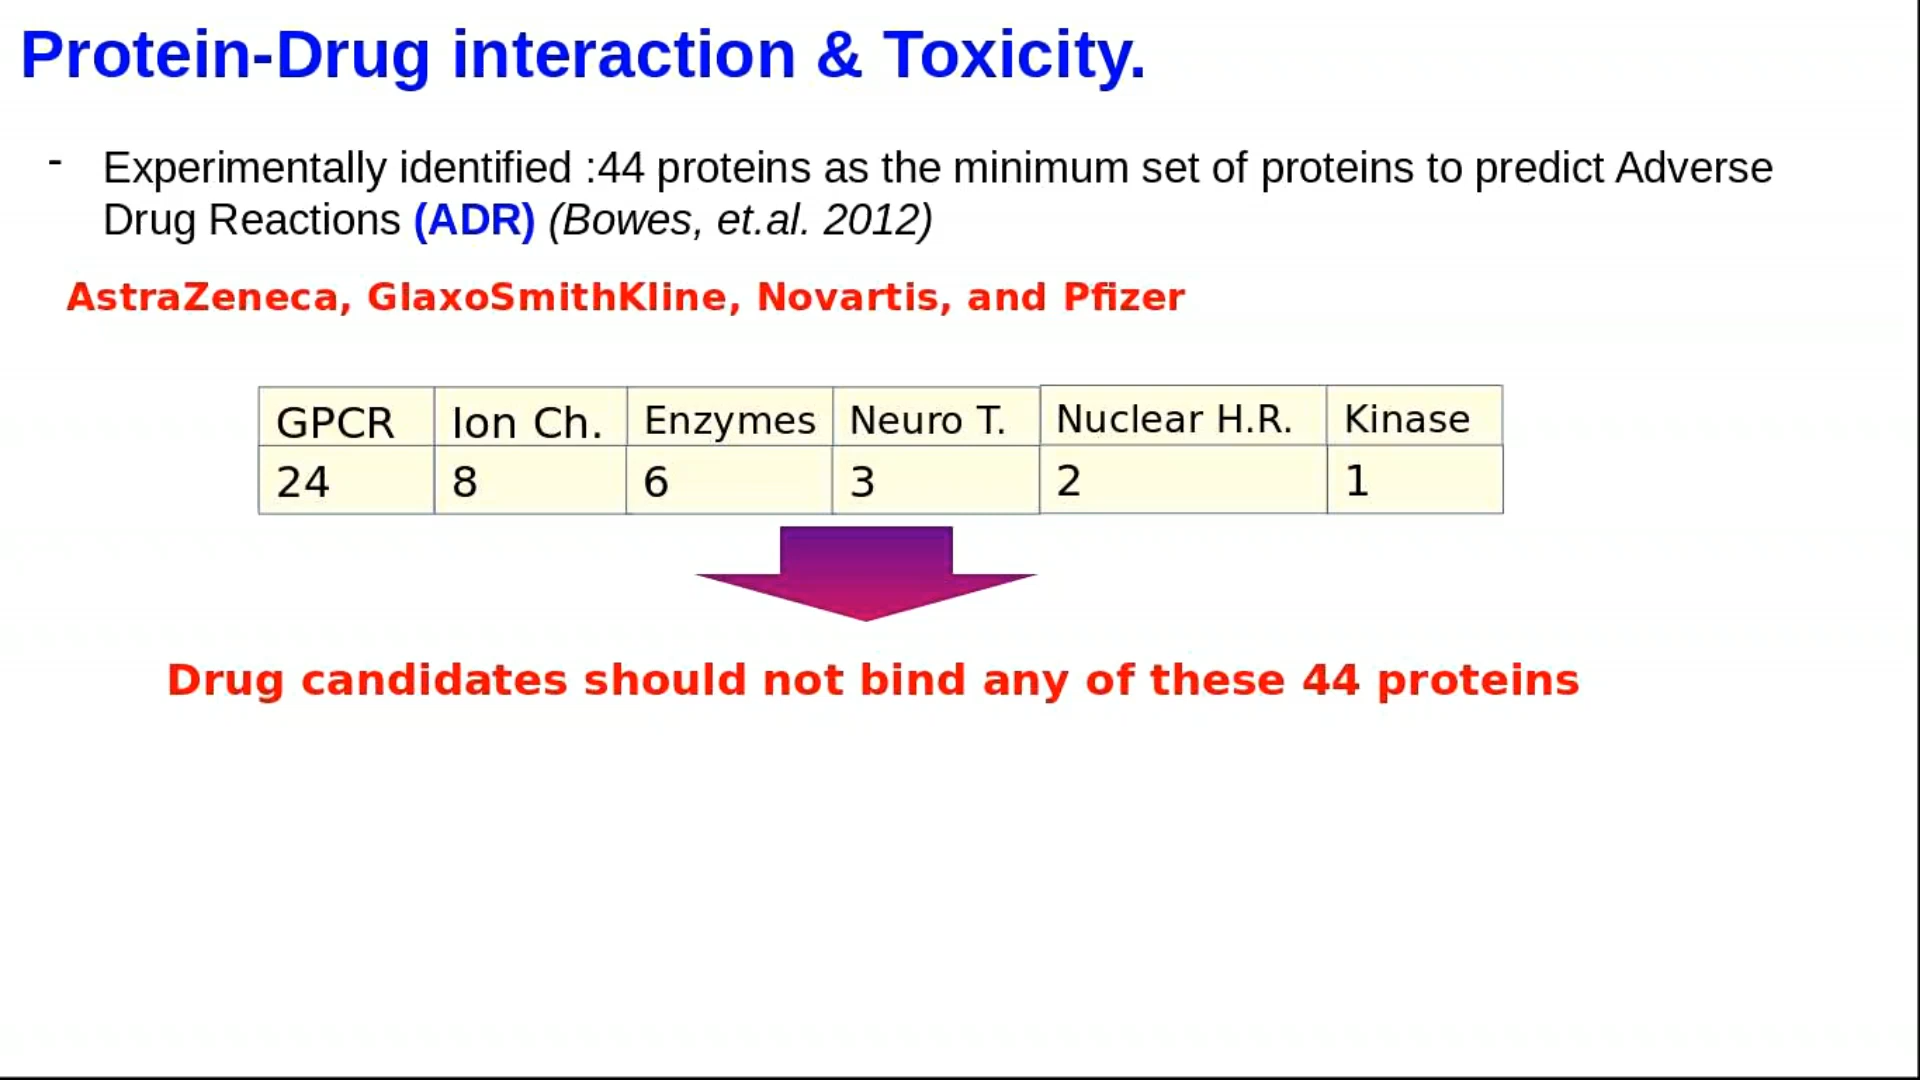 Protein-Drug interaction & Toxicity.
- Experimentally identified :44 proteins as the minimum set of proteins to predict Adverse
Drug Reactions (ADR) (Bowes, et.al. 2012)
AstraZeneca, GlaxoSmithKline, Novartis, and Pfizer
GPCR Ion Ch. Enzymes Neuro T. Nuclear H.R. Kinase
24 8 6 3 2 1
Drug candidates should not bind any of these 44 proteins